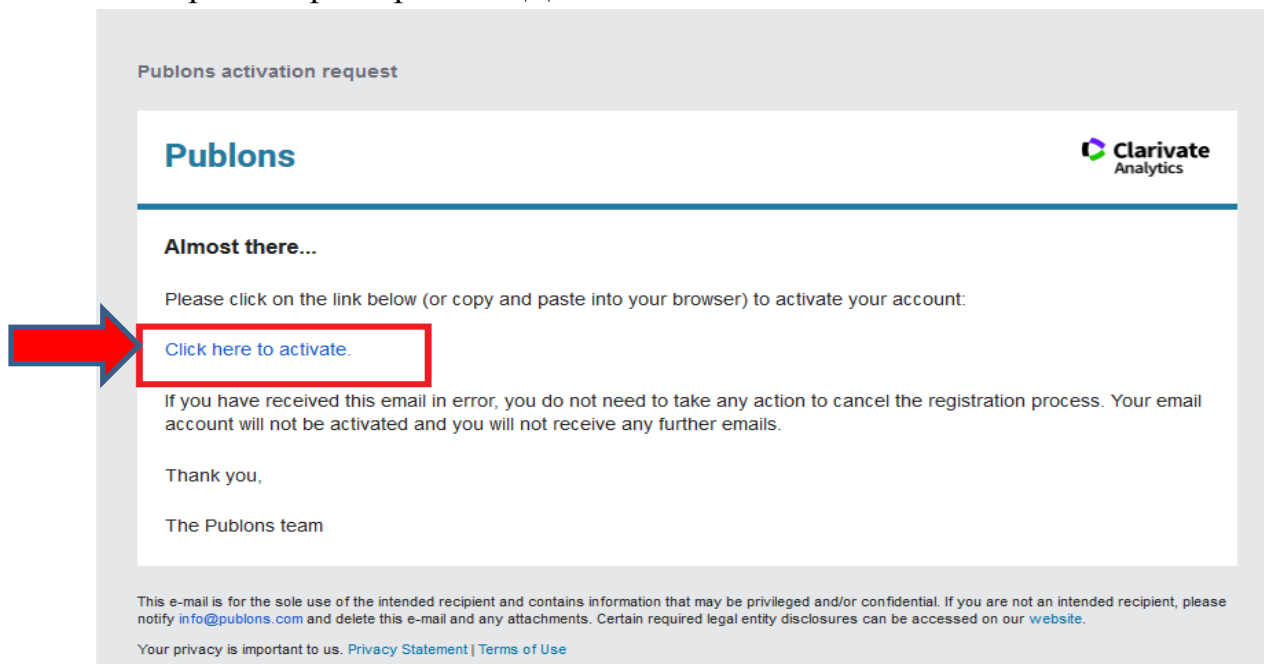 Publons activation request
Publons
Clarivate
Analytics
Almost there...
Please click on the link below (or copy and paste into your browser) to activate your account:
Click here to activate.
If you have received this email in error, you do not need to take any action to cancel the registration process. Your email
account will not be activated and you will not receive any further emails.
Thank you,
The Publons team
This e-mail is for the sole use of the intended recipient and contains information that may be privileged and/or confidential. If you are not an intended recipient, please
notify info@publons.com and delete this e-mail and any attachments. Certain required legal entity disclosures can be accessed on our website.
Your privacy is important to us. Privacy Statement | Terms of Use